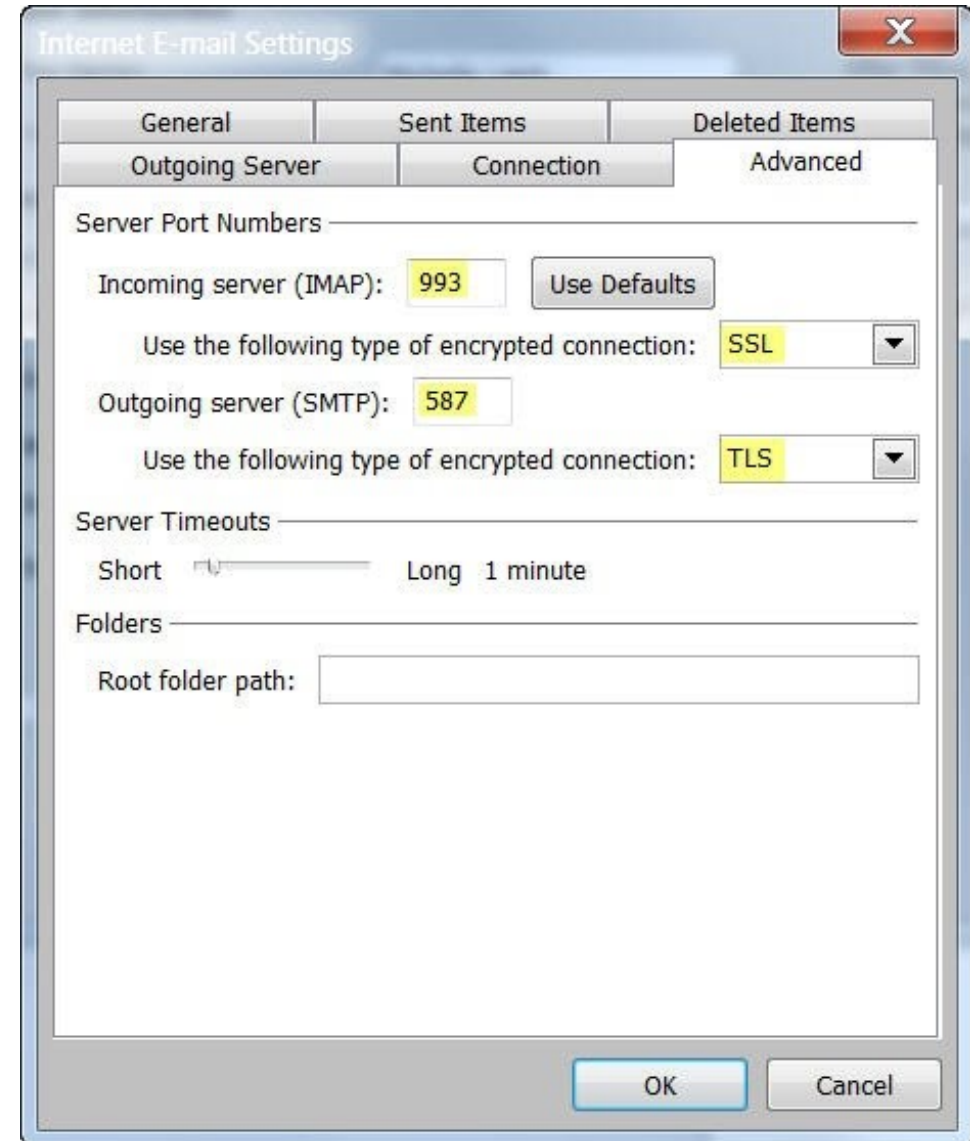 Internet E-mail Settings
X
General Sent Items Deleted Items
Outgoing Server Connection Advanced
Server Port Numbers
Incoming server (IMAP): 993 Use Defaults
Use the following type of encrypted connection: SSL
Outgoing server (SMTP): 587
Use the following type of encrypted connection: TLS
Server Timeouts
Short Long 1 minute
Folders
Root folder path:
OK Cancel